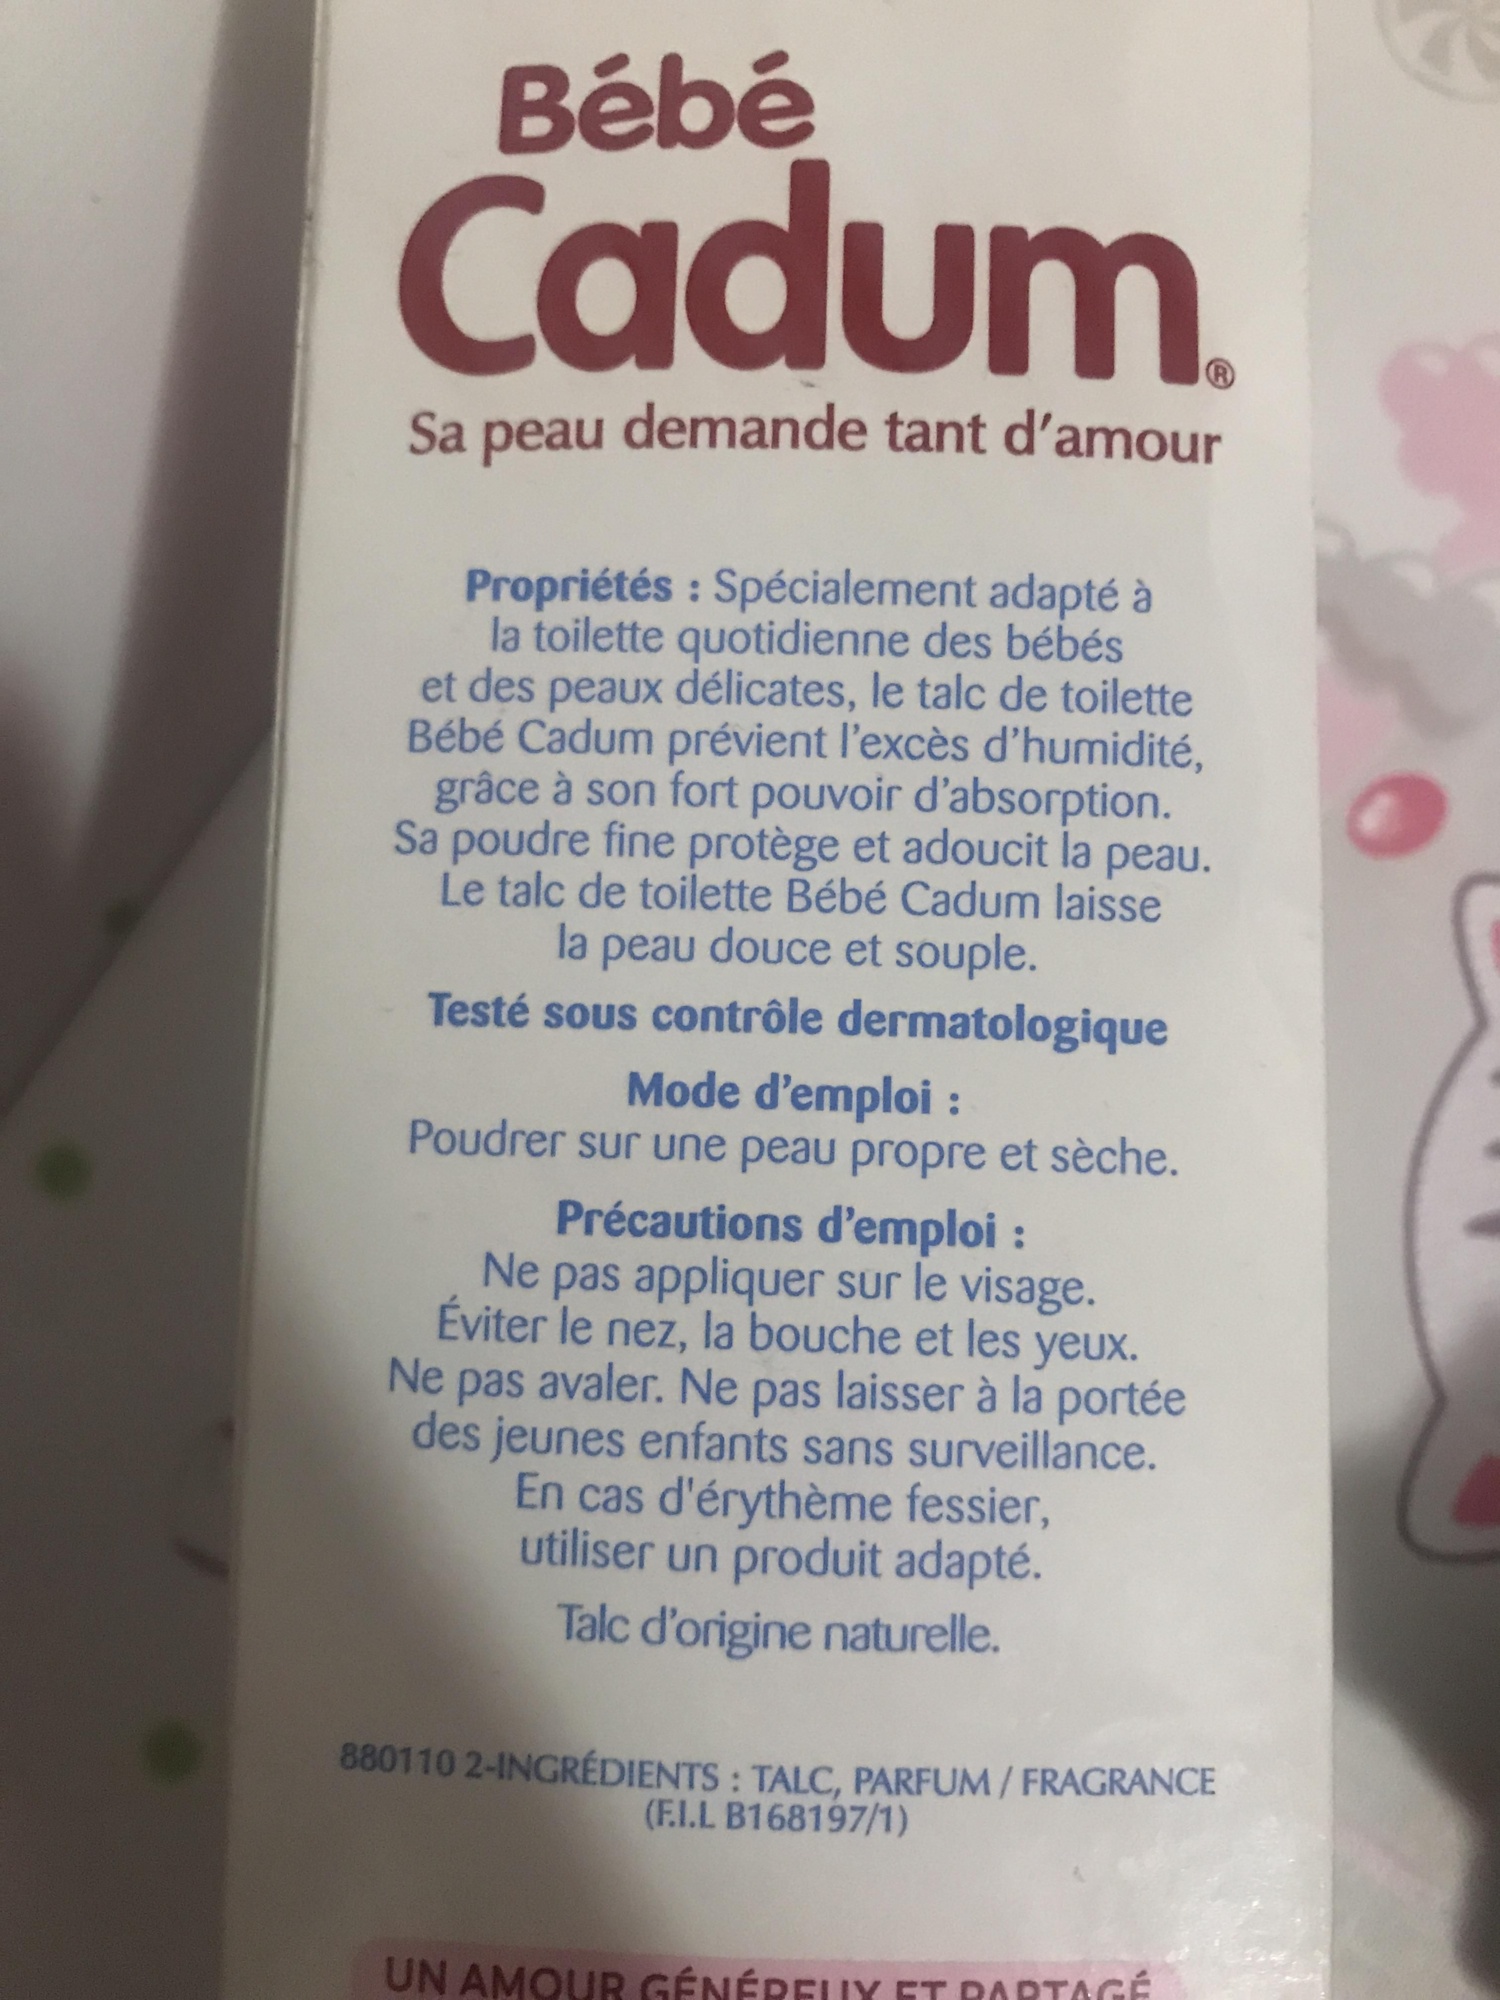 Bébé
Cadum®
Sa peau demande tant d'amour
Propriétés : Spécialement adapté à
la toilette quotidienne des bébés
et des peaux délicates, le talc de toilette
Bébé Cadum prévient l'excès d'humidité,
grâce à son fort pouvoir d'absorption.
Sa poudre fine protège et adoucit la peau.
Le talc de toilette Bébé Cadum laisse
la peau douce et souple.
Testé sous contrôle dermatologique
Mode d'emploi :
Poudrer sur une peau propre et sèche.
Précautions d'emploi :
Ne pas appliquer sur le visage.
Éviter le nez, la bouche et les yeux.
Ne pas avaler. Ne pas laisser à la portée
des jeunes enfants sans surveillance.
En cas d'érythème fessier,
utiliser un produit adapté.
Talc d'origine naturelle.
880110 2-INGRÉDIENTS : TALC, PARFUM / FRAGRANCE
(F.I.L B168197/1)
UN AMOUR GÉNÉREUX ET PARTAGÉ